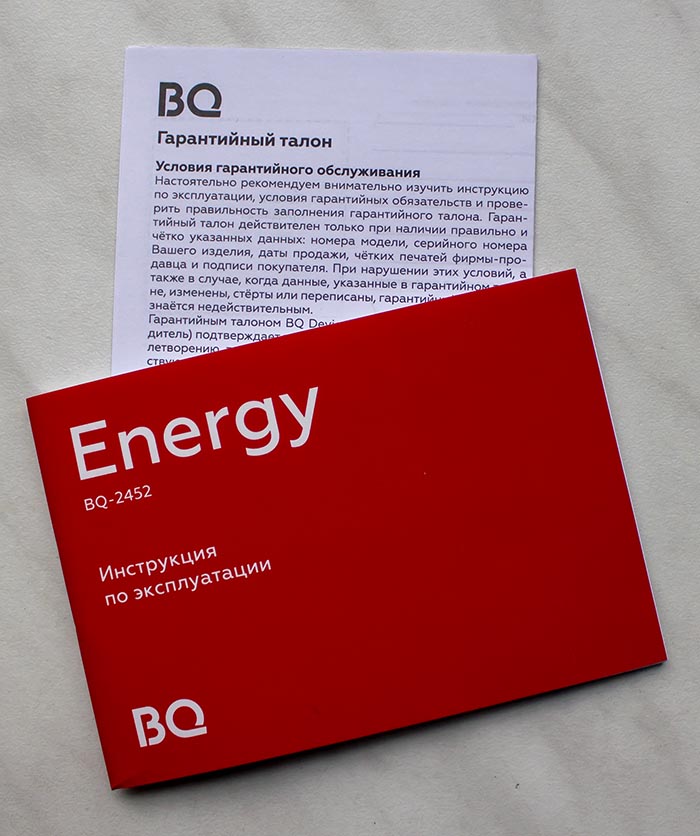 BQ
Гарантийный талон
Условия гарантийного обслуживания
Настоятельно рекомендуем внимательно изучить инструкцию
по эксплуатации, условия гарантийных обязательств и прове-
рить правильность заполнения гарантийного талона. Гаран-
тийный талон действителен только при наличии правильно и
чётко указанных данных: номера модели, серийного номера
Вашего изделия, даты продажи, чётких печатей фирмы-про-
давца и подписи покупателя. При нарушении этих условий, а
также в случае, когда данные, указанные в гарантийном
не, изменены, стёрты или переписаны,
знаётся недействительным.
Гарантийным талоном BQ
дитель) подтверждает
летворению
Energy
BQ-2452
Инструкция
по эксплуатации
BQ